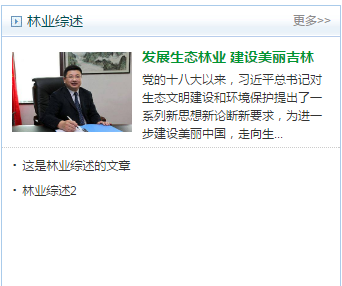 林业综述 更多>>
发展生态林业 建设美丽吉林
党的十八大以来，习近平总书记对
生态文明建设和环境保护提出了一
系列新思想新论断新要求，为进一
步建设美丽中国，走向生...
· 这是林业综述的文章
· 林业综述2